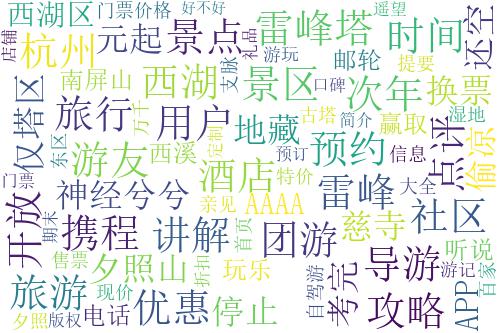 西湖区
门票价格
好不好
遥望
店铺
杭州
元起
景点
礼品
雷峰塔
时间
还空
南屏山
支脉
游玩
邮轮
提要
仅塔区
西湖
景区
口碑
次年
换票
旅行
万千
用户
地藏
古塔
简介
赢取
湿地
东区
游友
西溪
定制
预订
预约
信息
点评
偷凉
门票
神经兮兮
酒店
特价
雷峰
大全
开放
期末
亲见
AAAA
慈寺
社区
携程
讲解
首页
团游
听说
售票
夕照山
折扣
玩乐
自驾游
考完
导游
游记
百家
旅游
现价
优惠
停止
攻略
APP
夕照
版权
电话